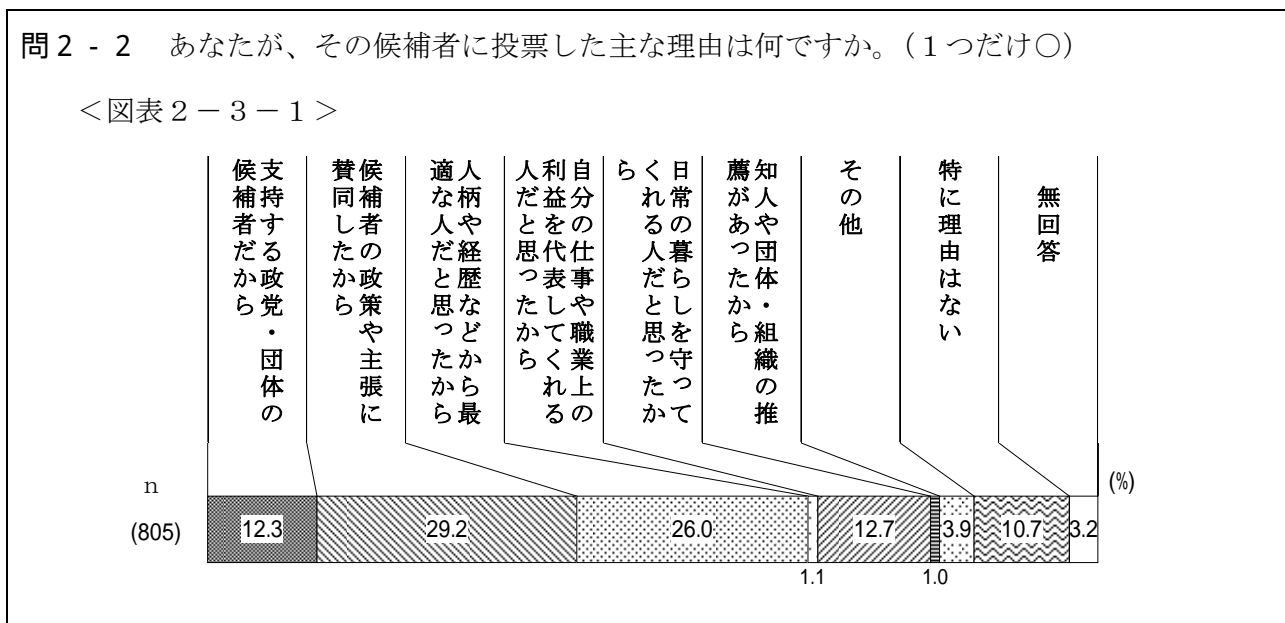 問2-2 あなたが、その候補者に投票した主な理由は何ですか。(1つだけ○)
<図表2-3-1>
支持する政党・団体の
候補者だから
候補者の政策や主張に
賛同したから
人柄や経歴などから最
適な人だと思ったから
自分の仕事や職業上の
利益を代表してくれる
人だと思ったから
日常の暮らしを守って
くれる人だと思ったか
ら
知人や団体・組織の推
薦があったから
その他
特に理由はない
無回答
(%)
n
(805)
12.3
29.2
26.0
1.1
12.7
1.0
3.9
10.7
3.2